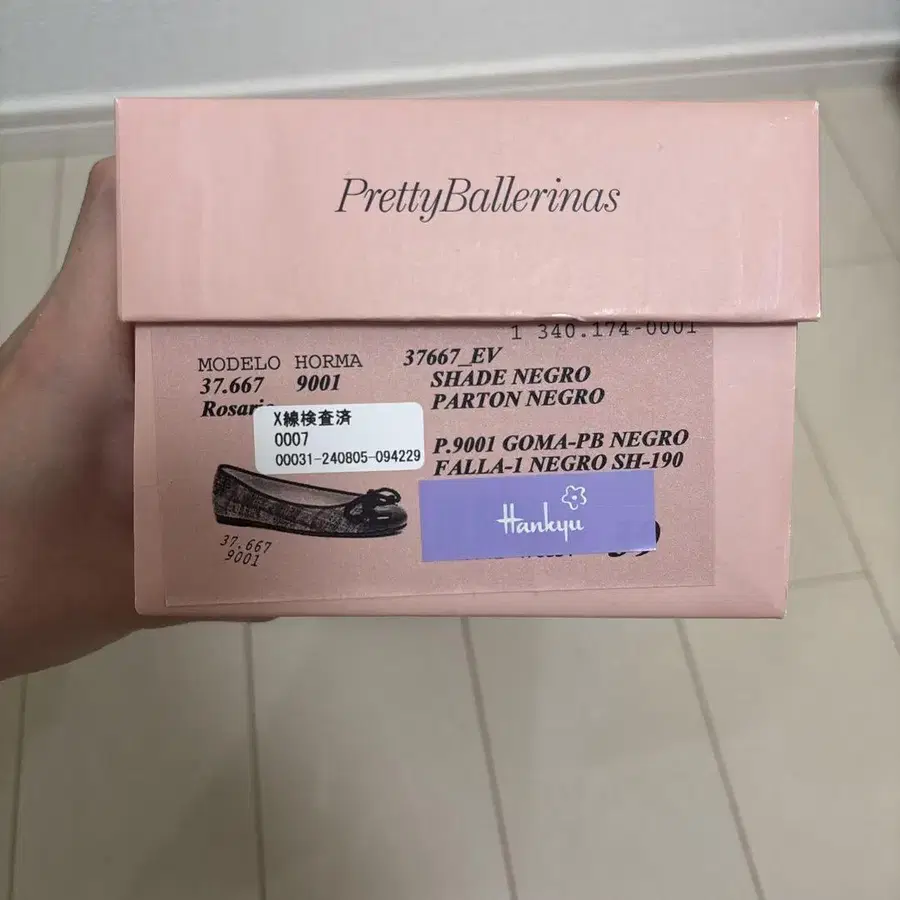 PrettyBallerinas
1 340.174-0001
MODELO HORMA
37.667 9001
Rosario
37667_EV
SHADE NEGRO
PARTON NEGRO
X線検査済
0007
00031-240805-094229
P.9001 GOMA-PB NEGRO
FALLA-1 NEGRO SH-190
37.667
9001
Hankyu